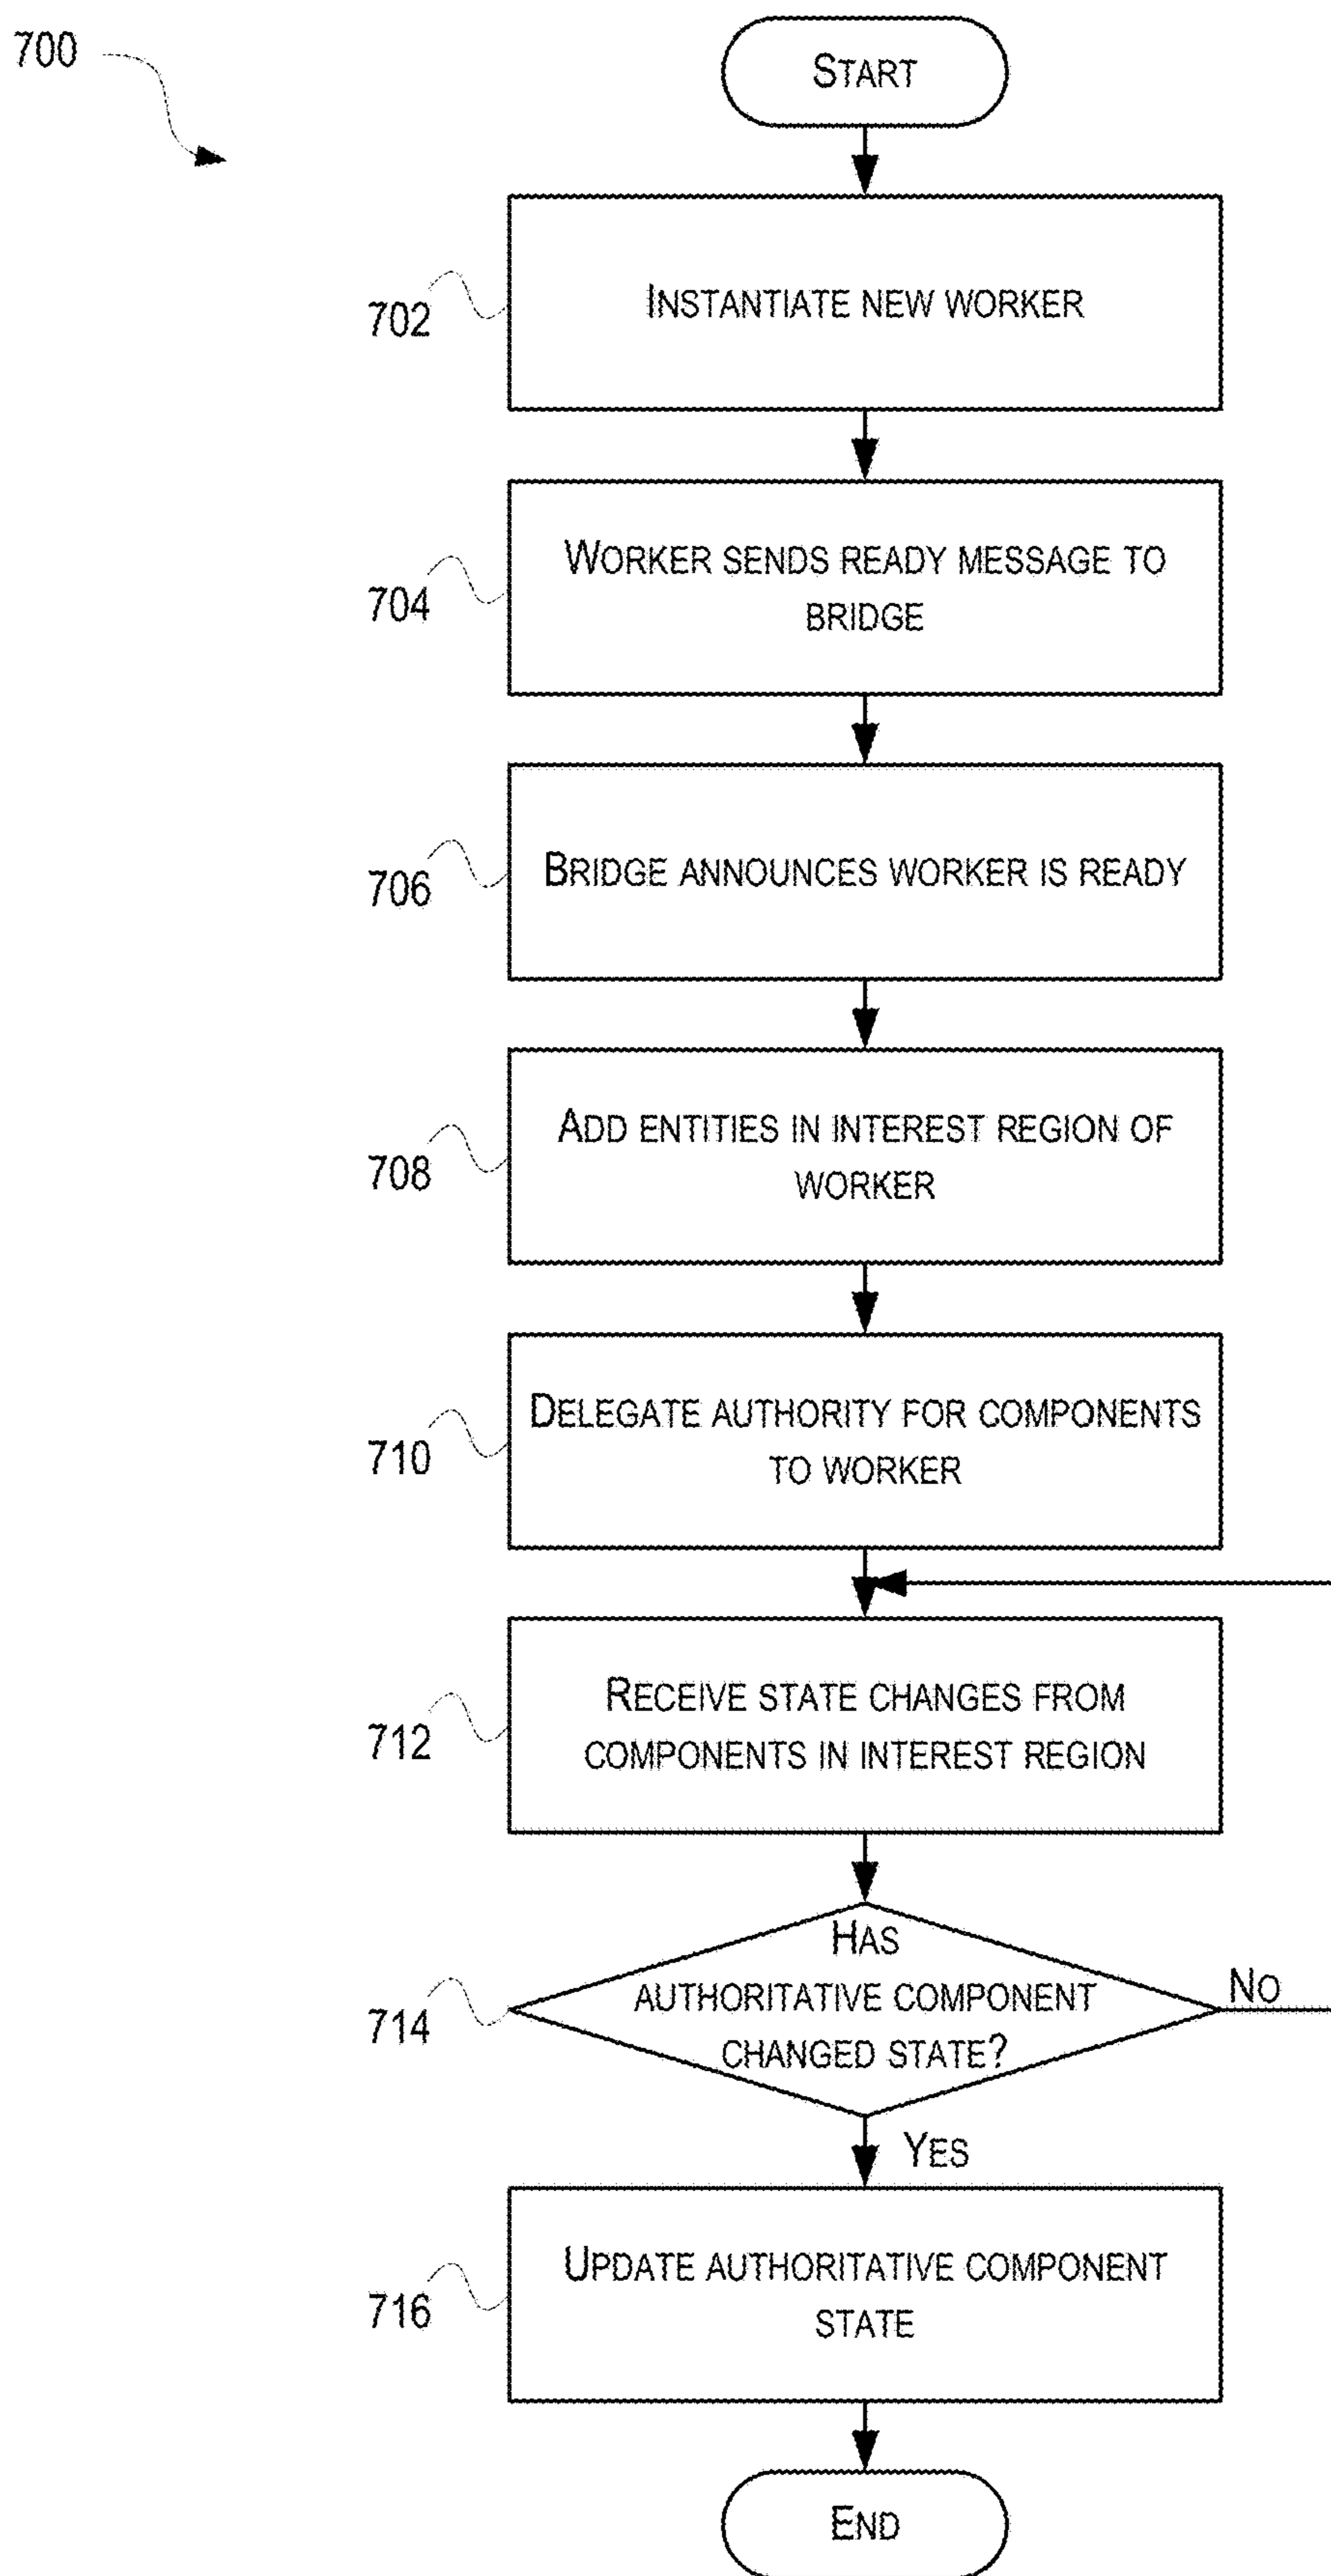 700
START
702
INSTANTIATE NEW WORKER
704
WORKER SENDS READY MESSAGE TO
BRIDGE
706
BRIDGE ANNOUNCES WORKER IS READY
708
ADD ENTITIES IN INTEREST REGION OF
WORKER
710
DELEGATE AUTHORITY FOR COMPONENTS
TO WORKER
712
RECEIVE STATE CHANGES FROM
COMPONENTS IN INTEREST REGION
714
HAS
AUTHORITATIVE COMPONENT
CHANGED STATE?
NO
YES
716
UPDATE AUTHORITATIVE COMPONENT
STATE
END